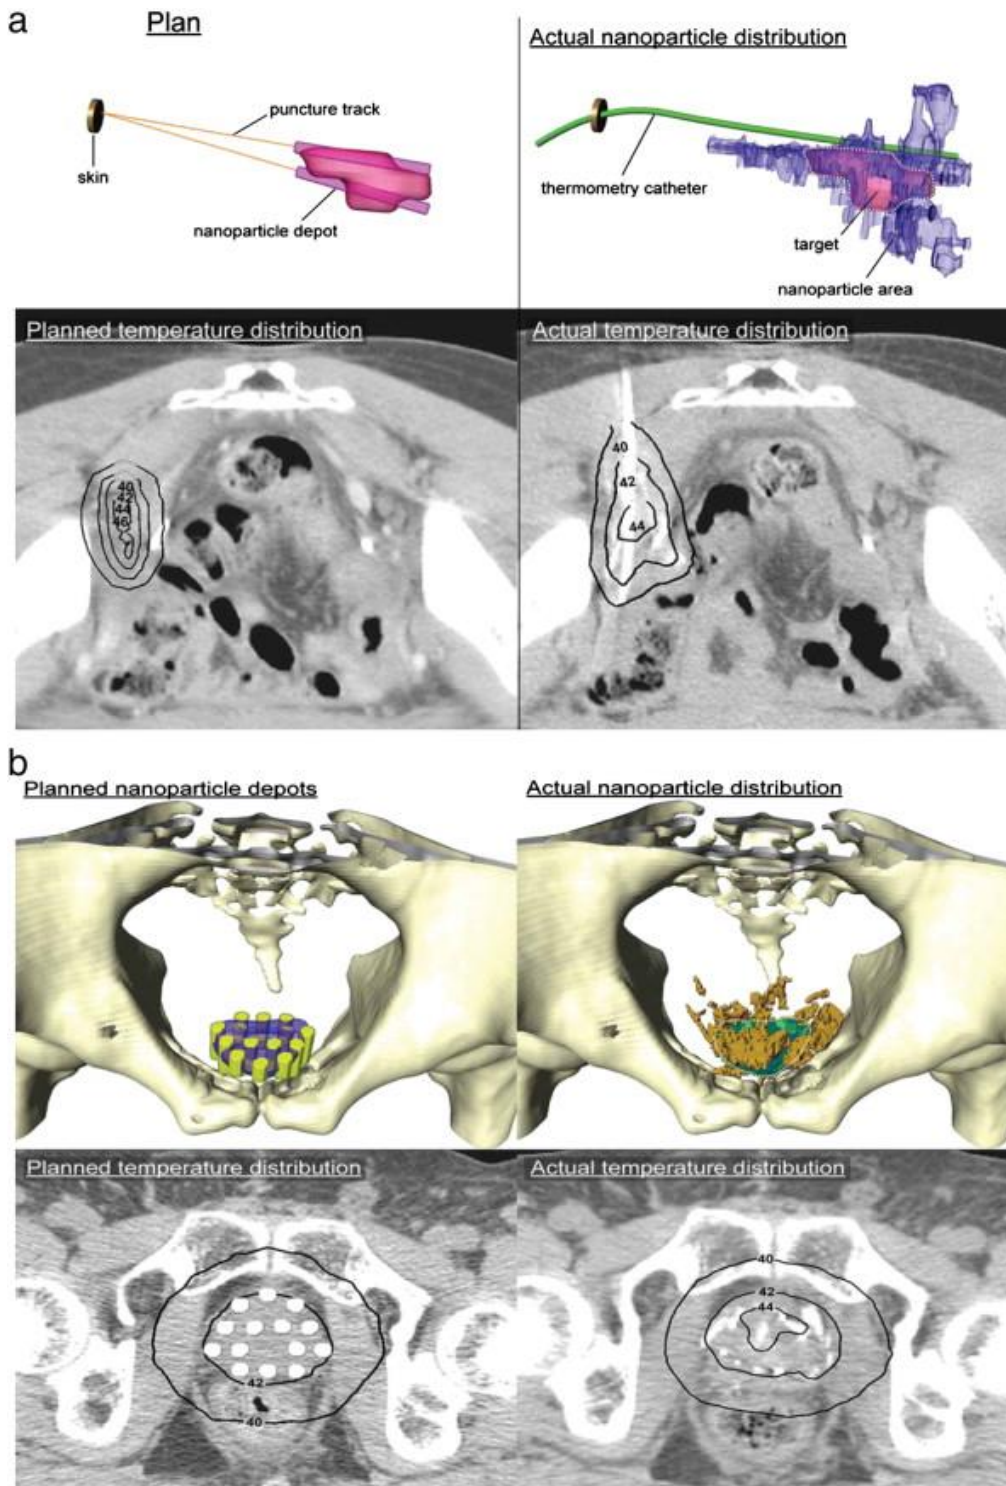 a
Plan
Actual nanoparticle distribution
puncture track
skin
nanoparticle depot
thermometry catheter
target
nanoparticle area
Planned temperature distribution
Actual temperature distribution
40
42
44
46
40
42
44
b
Planned nanoparticle depots
Actual nanoparticle distribution
Planned temperature distribution
Actual temperature distribution
42
40
40
42
44